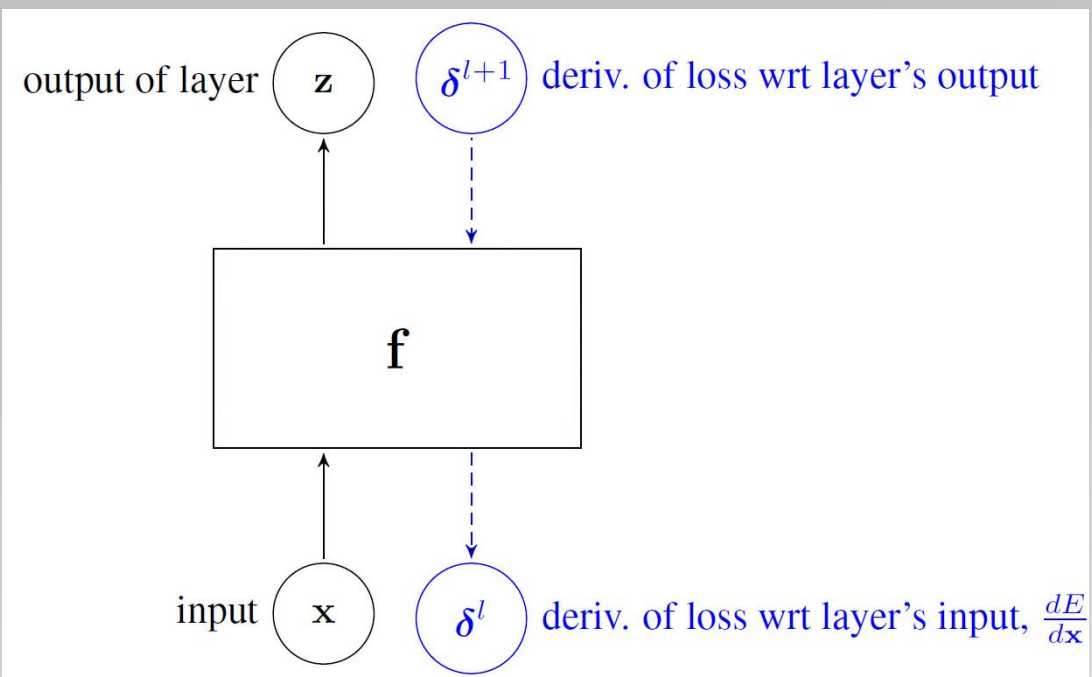 output of layer z δ^{l+1} deriv. of loss wrt layer's output
f
input x δ^l deriv. of loss wrt layer's input, dE/dx